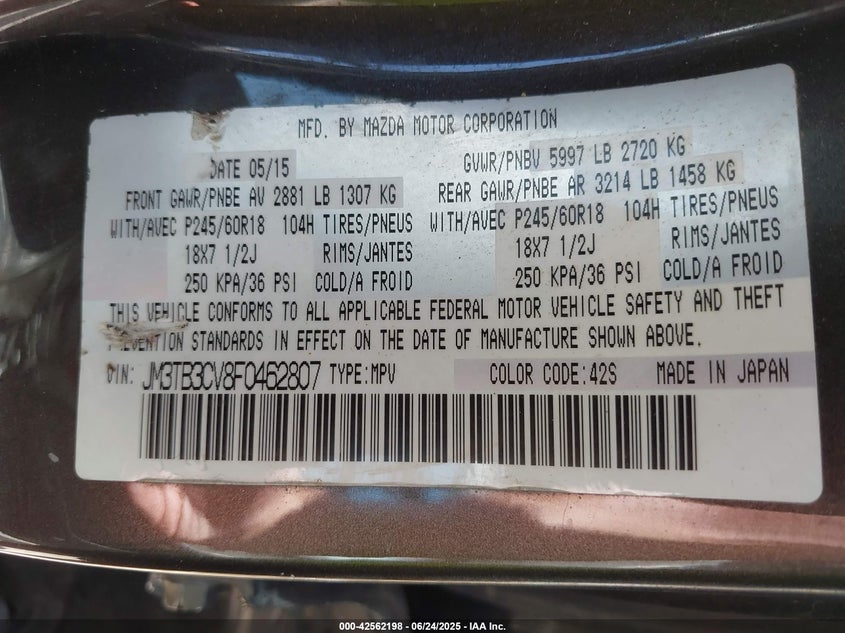 MFD. BY MAZDA MOTOR CORPORATION
DATE 05/15 GVWR/PNBV 5997 LB 2720 KG
FRONT GAWR/PNBE AV 2881 LB 1307 KG REAR GAWR/PNBE AR 3214 LB 1458 KG
WITH/AVEC P245/60R18 104H TIRES/PNEUS WITH/AVEC P245/60R18 104H TIRES/PNEUS
18X7 1/2J RIMS/JANTES 18X7 1/2J RIMS/JANTES
250 KPA/36 PSI COLD/A FROID 250 KPA/36 PSI COLD/A FROID
THIS VEHICLE CONFORMS TO ALL APPLICABLE FEDERAL MOTOR VEHICLE SAFETY AND THEFT
STANDARDS IN EFFECT ON THE DATE OF MANUFACTURE SHOWN ABOVE.
VIN: JM3TB3CV8F0462807 TYPE:MPV COLOR CODE:42S MADE IN JAPAN
000-42562198 - 06/24/2025 - IAA Inc.